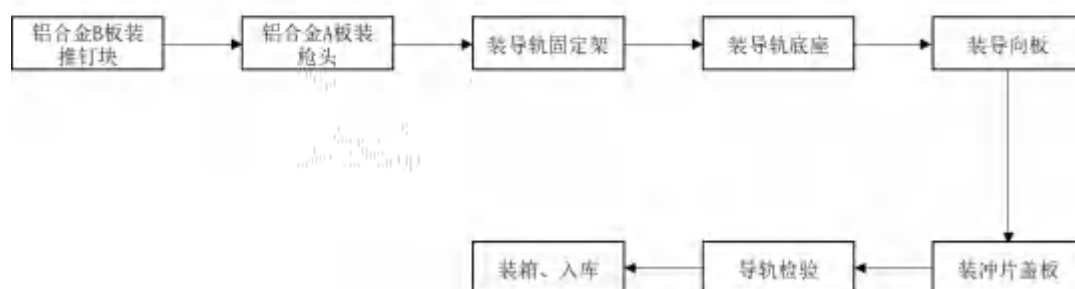 铝合金B板装
推钉块
铝合金A板装
枪头
装导轨固定架
装导轨底座
装导向板
装冲片盖板
导轨检验
装箱、入库